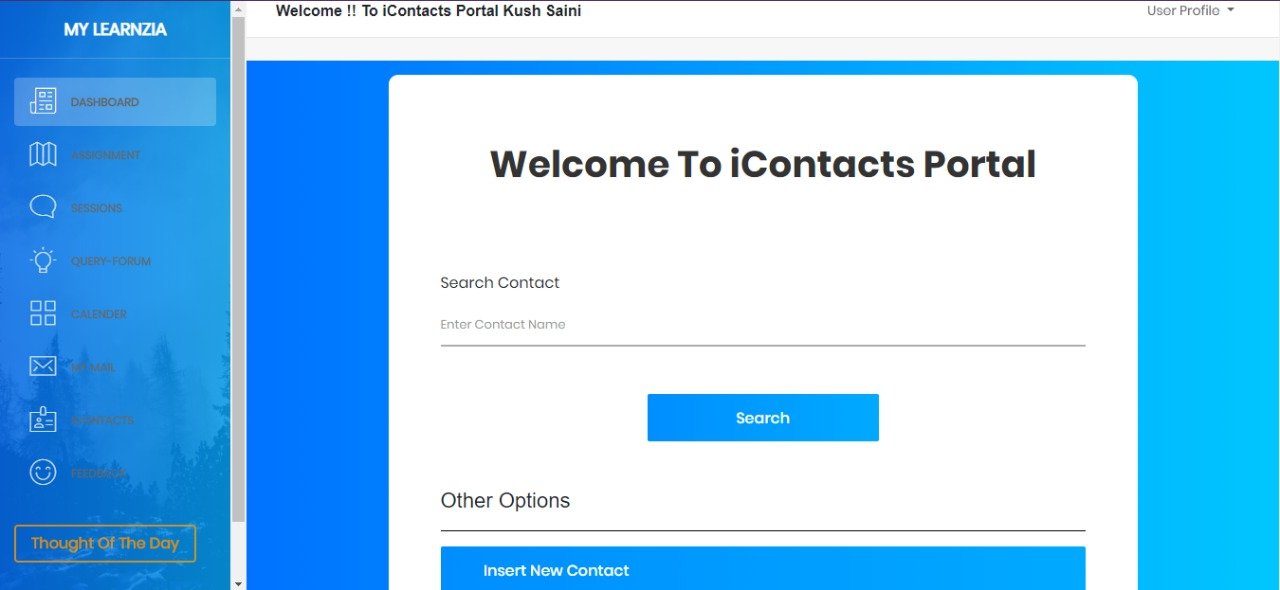 MY LEARNZIA
DASHBOARD
ASSIGNMENT
SESSIONS
QUERY-FORUM
CALENDER
MY MAIL
ICONTACTS
FEEDBACK
Thought Of The Day
Welcome !! To iContacts Portal Kush Saini
User Profile
Welcome To iContacts Portal
Search Contact
Enter Contact Name
Search
Other Options
Insert New Contact